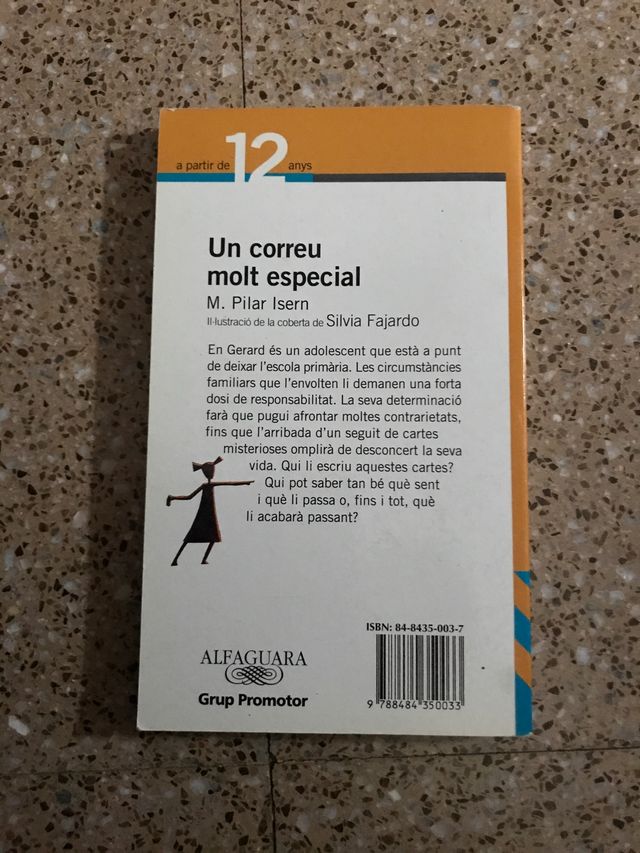 a partir de 12 anys
Un correu
molt especial
M. Pilar Isern
Il·lustració de la coberta de Silvia Fajardo
En Gerard és un adolescent que està a punt
de deixar l'escola primària. Les circumstàncies
familiars que l'envolten li demanen una forta
dosi de responsabilitat. La seva determinació
farà que pugui afrontar moltes contrarietats,
fins que l'arribada d'un seguit de cartes
misterioses omplirà de desconcert la seva
vida. Qui li escriu aquestes cartes?
Qui pot saber tan bé què sent
i què li passa o, fins i tot, què
li acabarà passant?
ISBN: 84-8435-003-7
ALFAGUARA
Grup Promotor
9 788484 350033